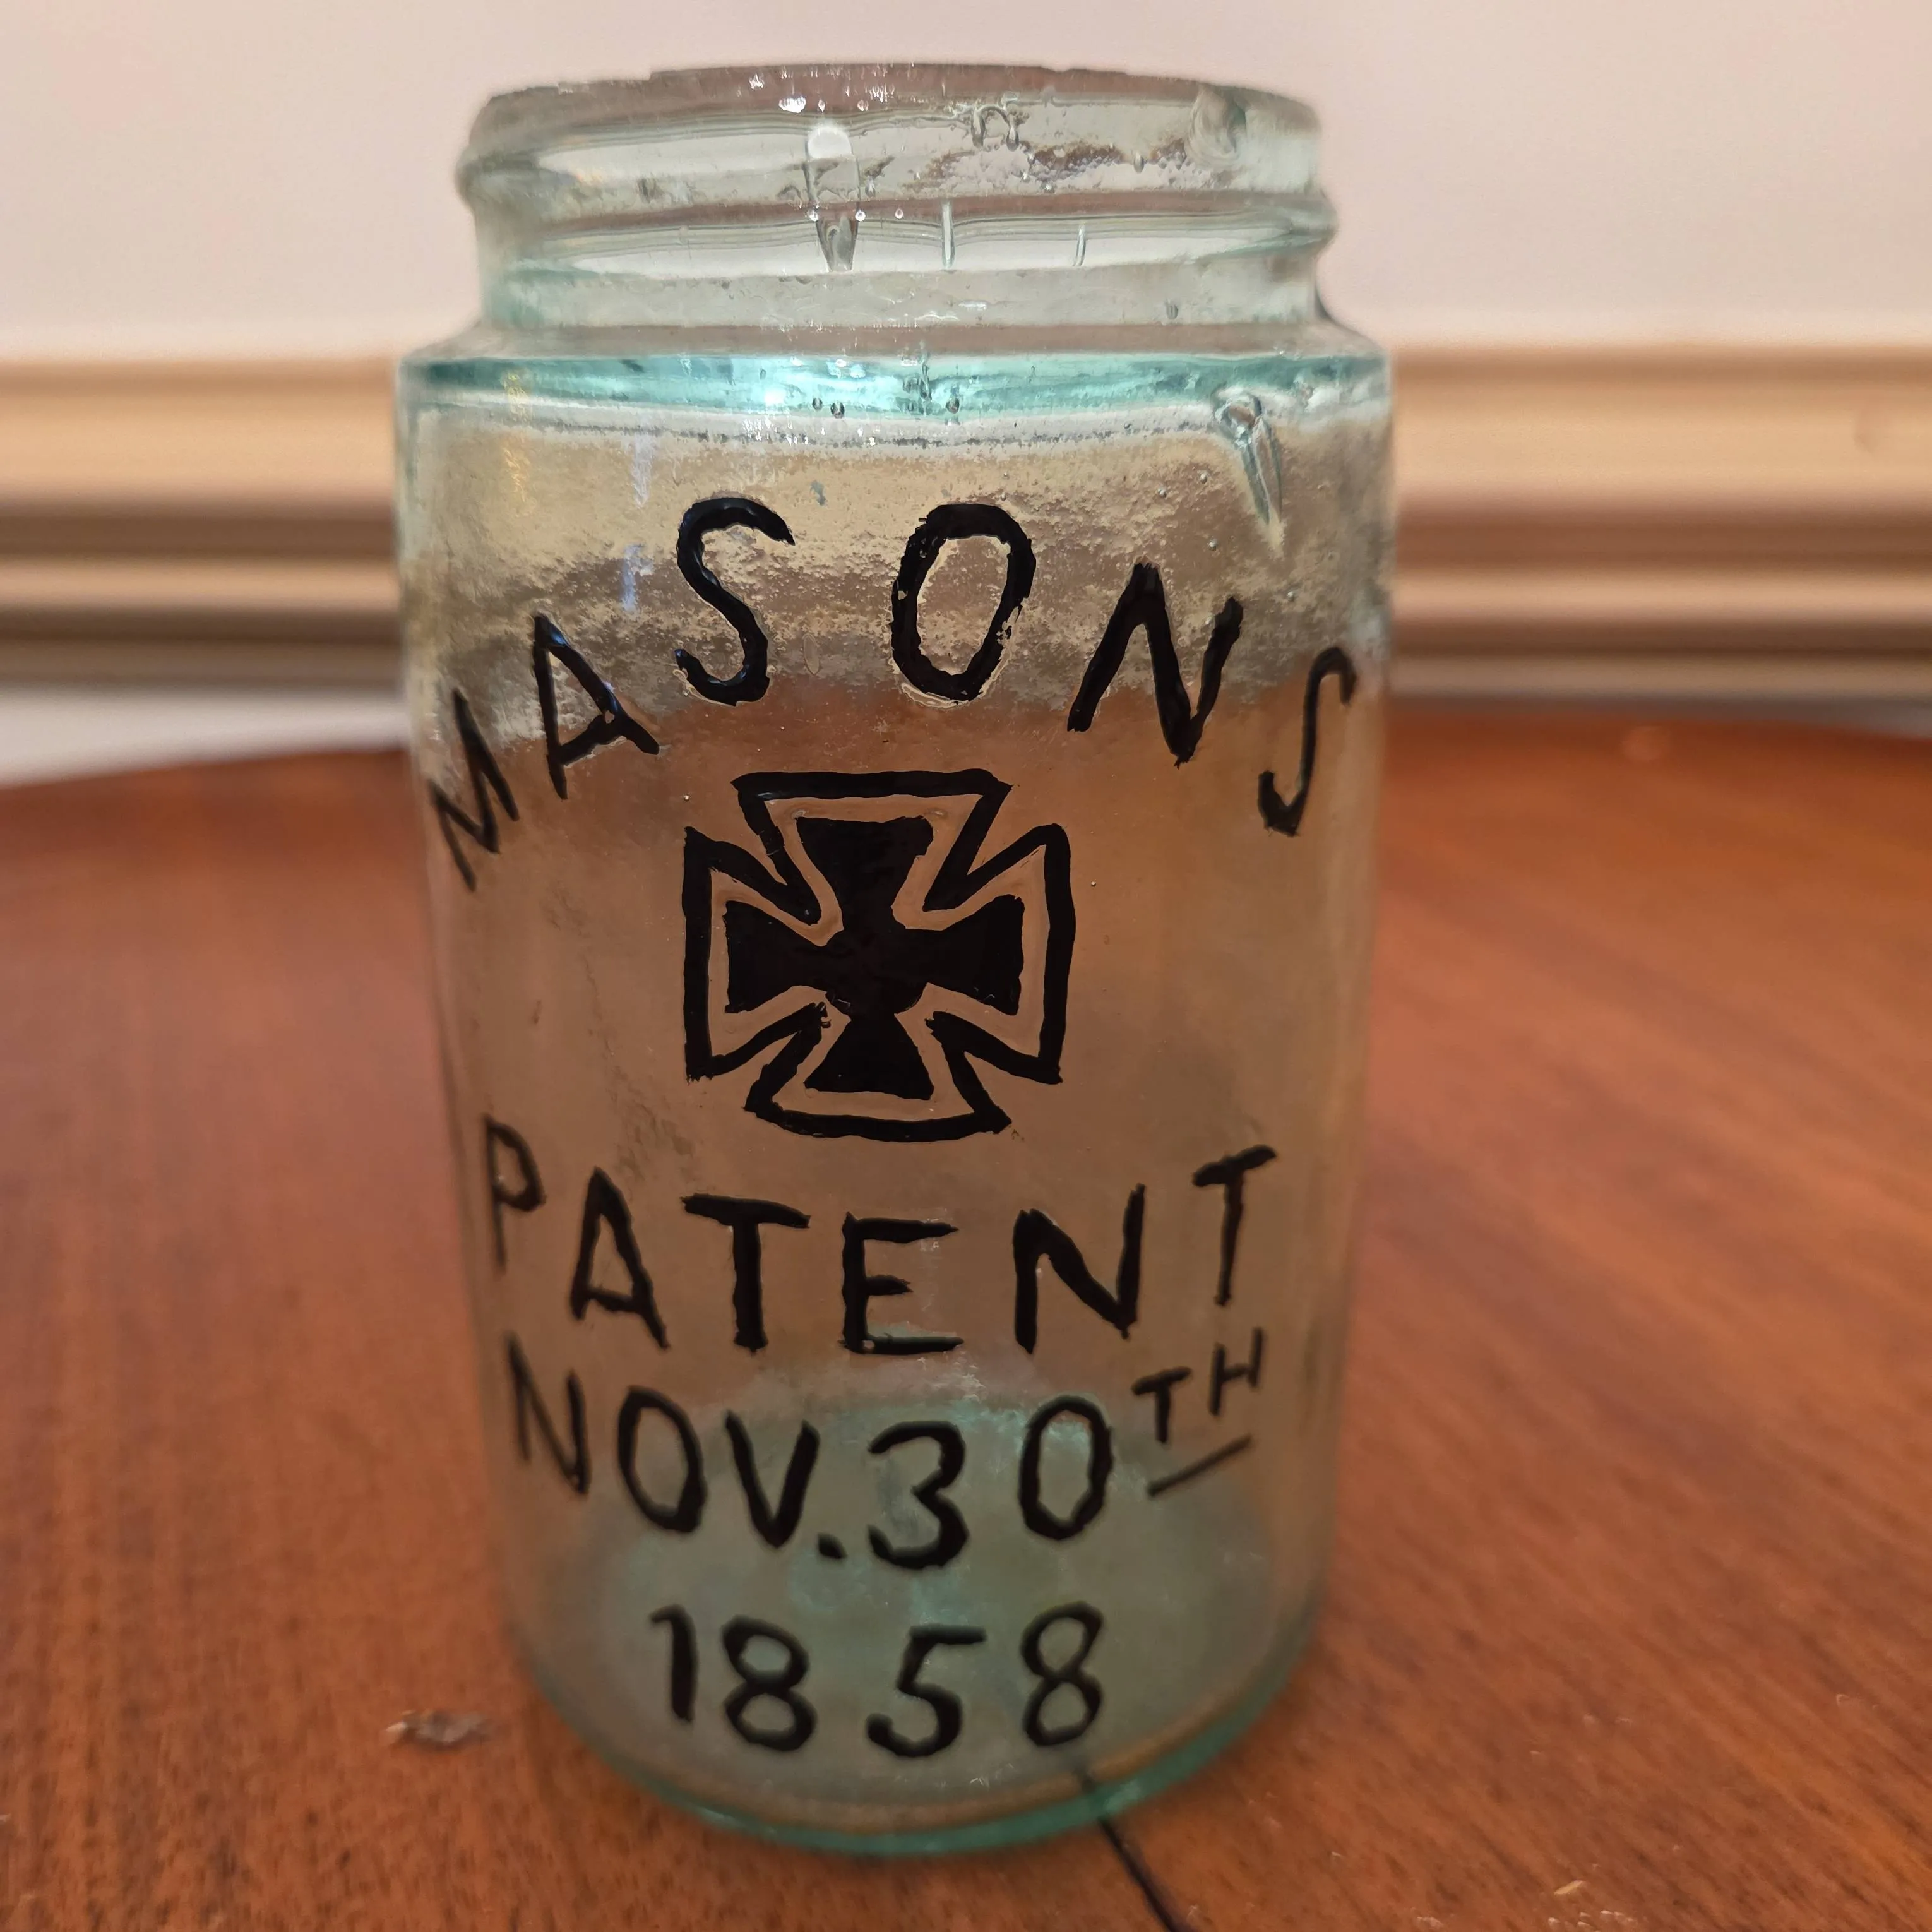 MASONS
PATENT
NOV. 30TH
1858